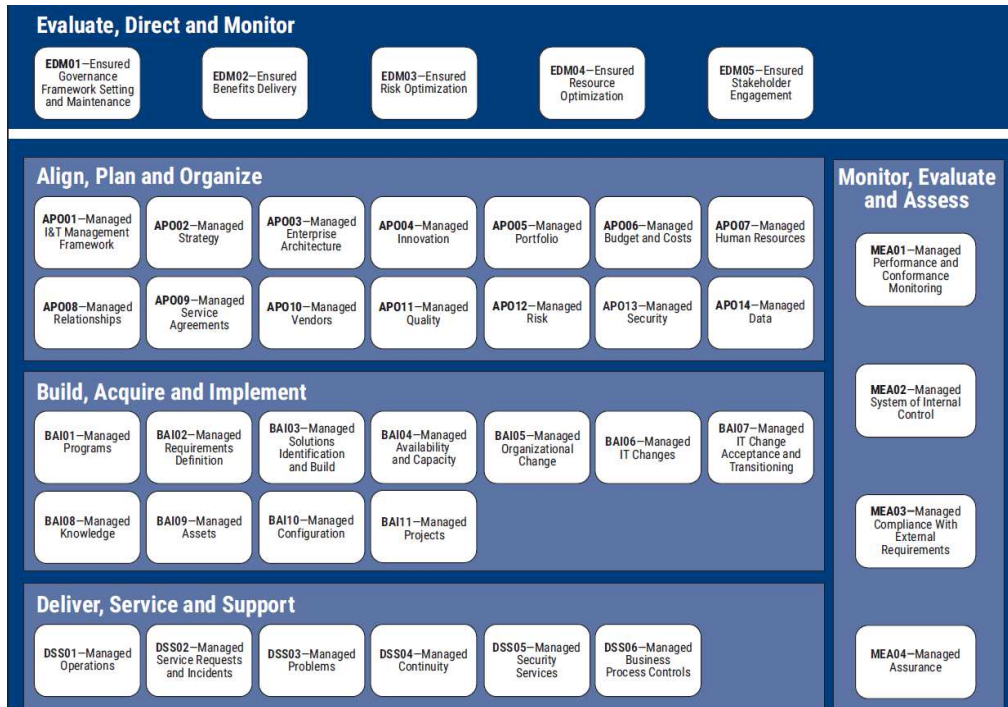 Evaluate, Direct and Monitor
EDM01—Ensured
Governance
Framework Setting
and Maintenance
EDM02—Ensured
Benefits Delivery
EDM03—Ensured
Risk Optimization
EDM04—Ensured
Resource
Optimization
EDM05—Ensured
Stakeholder
Engagement
Align, Plan and Organize
APO01—Managed
I&T Management
Framework
APO02—Managed
Strategy
APO03—Managed
Enterprise
Architecture
APO04—Managed
Innovation
APO05—Managed
Portfolio
APO06—Managed
Budget and Costs
APO07—Managed
Human Resources
APO08—Managed
Relationships
APO09—Managed
Service
Agreements
APO10—Managed
Vendors
APO11—Managed
Quality
APO12—Managed
Risk
APO13—Managed
Security
APO14—Managed
Data
Build, Acquire and Implement
BAI01—Managed
Programs
BAI02—Managed
Requirements
Definition
BAI03—Managed
Solutions
Identification
and Build
BAI04—Managed
Availability
and Capacity
BAI05—Managed
Organizational
Change
BAI06—Managed
IT Changes
BAI07—Managed
IT Change
Acceptance and
Transitioning
BAI08—Managed
Knowledge
BAI09—Managed
Assets
BAI10—Managed
Configuration
BAI11—Managed
Projects
Deliver, Service and Support
DSS01—Managed
Operations
DSS02—Managed
Service Requests
and Incidents
DSS03—Managed
Problems
DSS04—Managed
Continuity
DSS05—Managed
Security
Services
DSS06—Managed
Business
Process Controls
Monitor, Evaluate
and Assess
MEA01—Managed
Performance and
Conformance
Monitoring
MEA02—Managed
System of Internal
Control
MEA03—Managed
Compliance With
External
Requirements
MEA04—Managed
Assurance